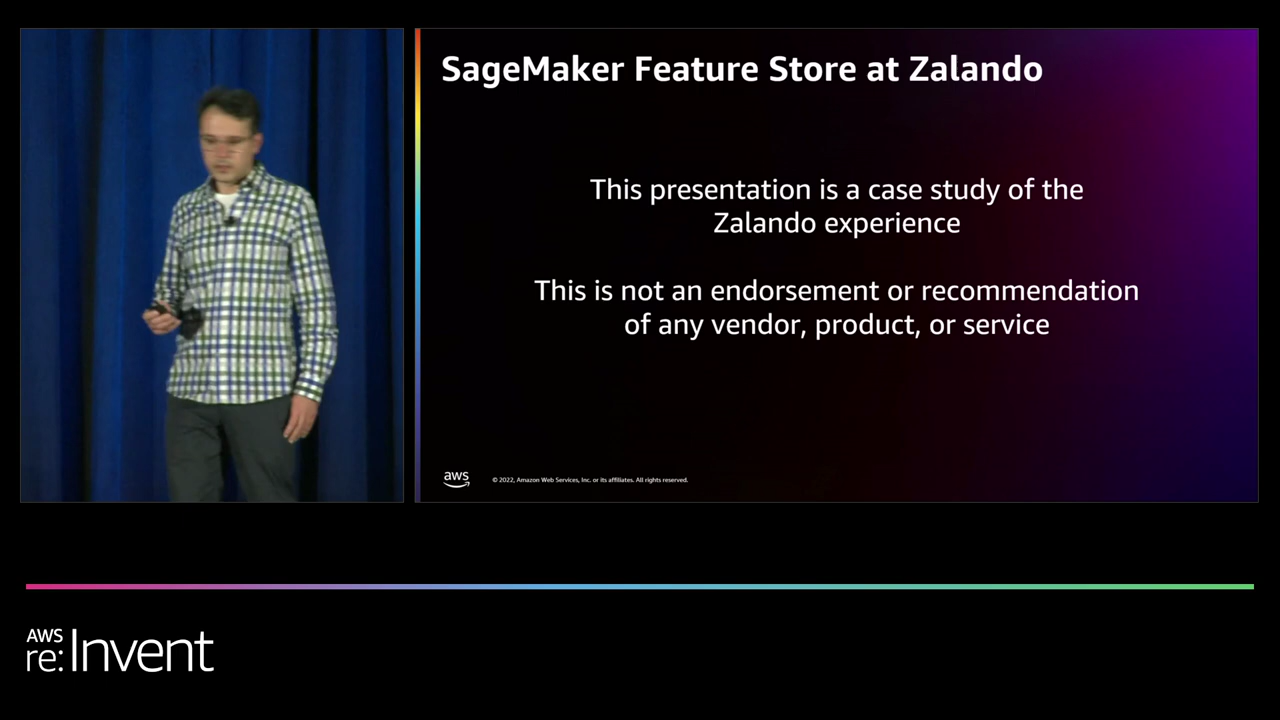 SageMaker Feature Store at Zalando
This presentation is a case study of the
Zalando experience
This is not an endorsement or recommendation
of any vendor, product, or service
aws
© 2022, Amazon Web Services, Inc. or its affiliates. All rights reserved.
AWS
re:Invent